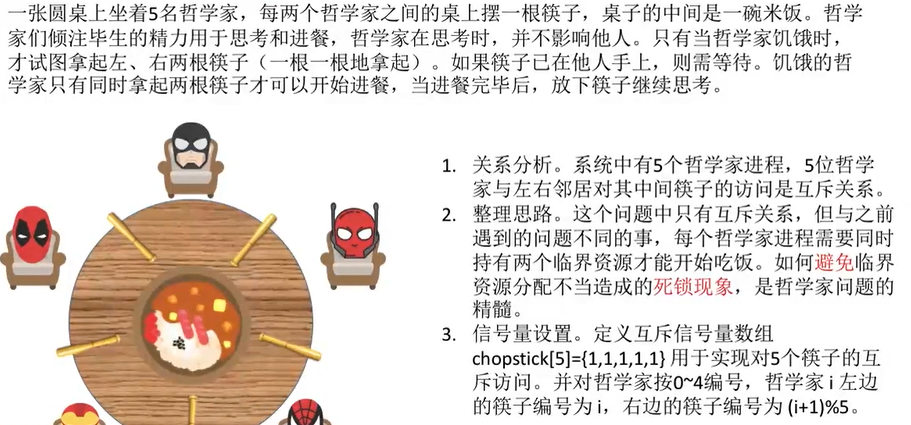 一张圆桌上坐着5名哲学家，每两个哲学家之间的桌上摆一根筷子，桌子的中间是一碗米饭。哲学
家们倾注毕生的精力用于思考和进餐，哲学家在思考时，并不影响他人。只有当哲学家饥饿时，
才试图拿起左、右两根筷子（一根一根地拿起）。如果筷子已在他人手上，则需等待。饥饿的哲
学家只有同时拿起两根筷子才可以开始进餐，当进餐完毕后，放下筷子继续思考。
1. 关系分析。系统中有5个哲学家进程，5位哲学
家与左右邻居对其中间筷子的访问是互斥关系。
2. 整理思路。这个问题中只有互斥关系，但与之前
遇到的问题不同的事，每个哲学家进程需要同时
持有两个临界资源才能开始吃饭。如何避免临界
资源分配不当造成的死锁现象，是哲学家问题的
精髓。
3. 信号量设置。定义互斥信号量数组
chopstick[5]={1,1,1,1,1} 用于实现对5个筷子的互
斥访问。并对哲学家按0~4编号，哲学家 i 左边
的筷子编号为 i，右边的筷子编号为 (i+1)%5。